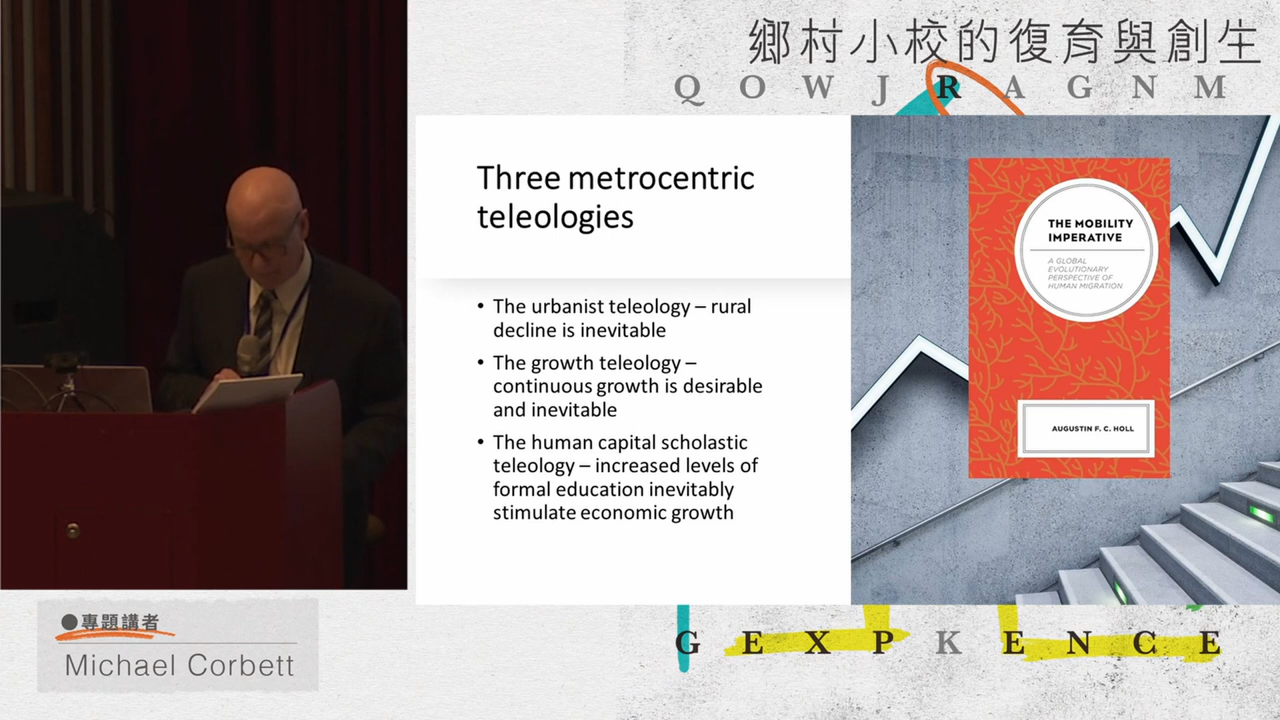 鄉村小校的復育與創生
Q O W J R A G N M
Three metrocentric
teleologies
• The urbanist teleology – rural
decline is inevitable
• The growth teleology –
continuous growth is desirable
and inevitable
• The human capital scholastic
teleology – increased levels of
formal education inevitably
stimulate economic growth
THE MOBILITY
IMPERATIVE
A GLOBAL
EVOLUTIONARY
PERSPECTIVE OF
HUMAN MIGRATION
AUGUSTIN F. C. HOLL
●專題講者
Michael Corbett
G E X P K E N C E